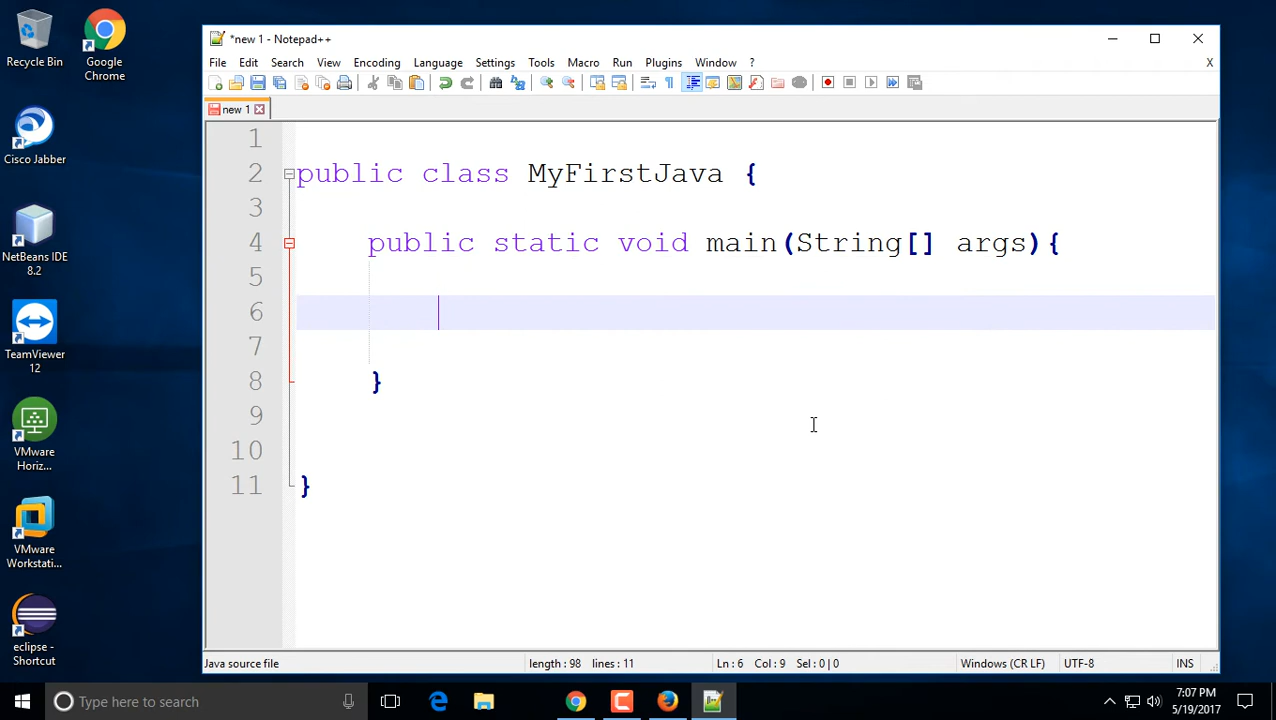 Recycle Bin
Google Chrome
Cisco Jabber
NetBeans IDE 8.2
TeamViewer 12
VMware Horiz...
VMware Workstati...
eclipse - Shortcut
*new 1 - Notepad++
File Edit Search View Encoding Language Settings Tools Macro Run Plugins Window ? X
new 1
1
2 public class MyFirstJava {
3
4 public static void main(String[] args){
5
6
7
8 }
9
10
11 }
Java source file length : 98 lines : 11 Ln : 6 Col : 9 Sel : 0 | 0 Windows (CR LF) UTF-8 INS
Type here to search
7:07 PM
5/19/2017